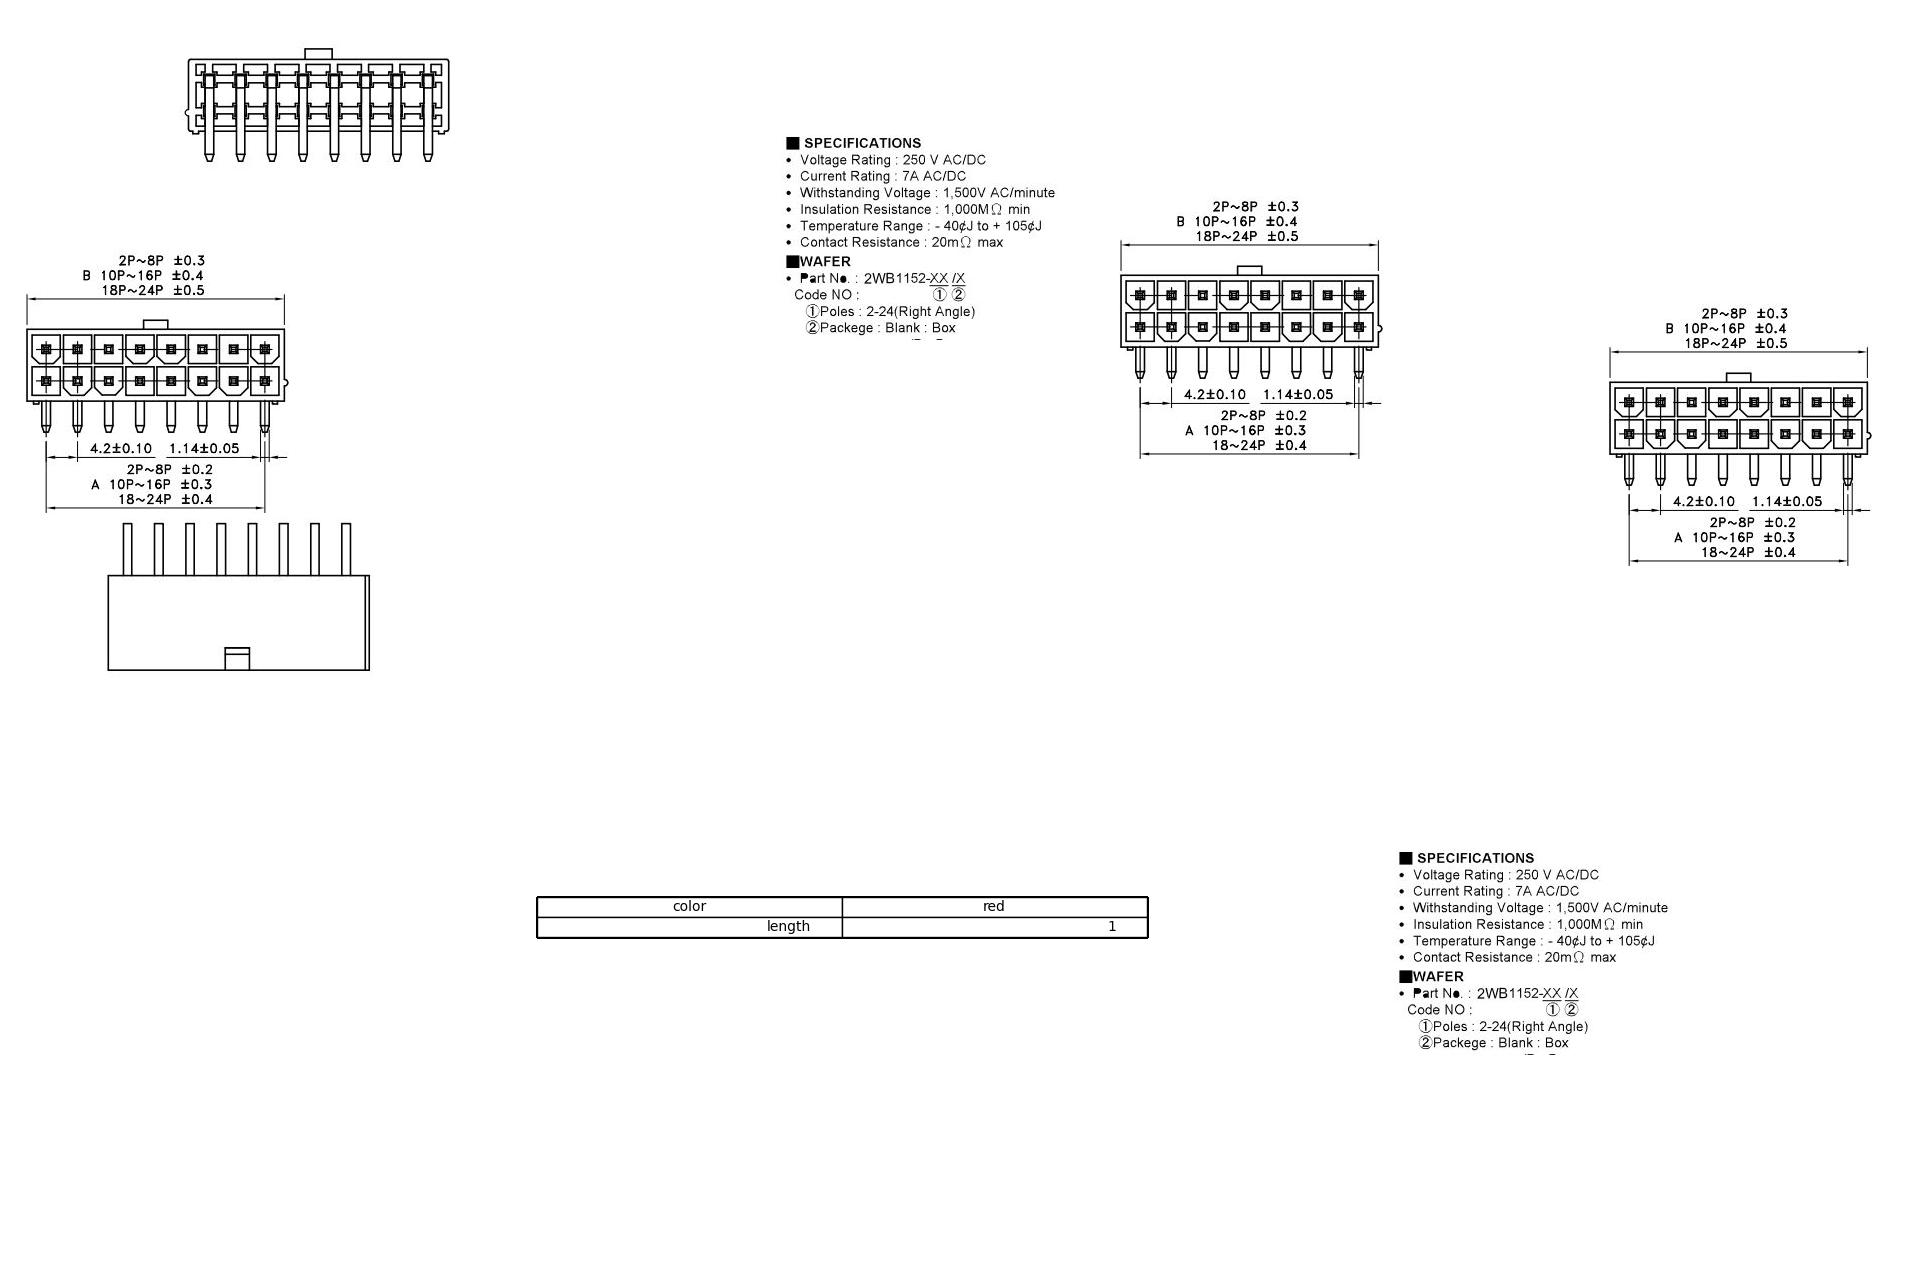 ■ SPECIFICATIONS
• Voltage Rating : 250 V AC/DC
• Current Rating : 7A AC/DC
• Withstanding Voltage : 1,500V AC/minute
• Insulation Resistance : 1,000MΩ min
• Temperature Range : - 40¢J to + 105¢J
• Contact Resistance : 20mΩ max
■WAFER
• Part No. : 2WB1152-XX /X
Code NO : ① ②
①Poles : 2-24(Right Angle)
②Packege : Blank : Box
2P~8P ±0.3
B 10P~16P ±0.4
18P~24P ±0.5
4.2±0.10 1.14±0.05
2P~8P ±0.2
A 10P~16P ±0.3
18~24P ±0.4
2P~8P ±0.3
B 10P~16P ±0.4
18P~24P ±0.5
4.2±0.10 1.14±0.05
2P~8P ±0.2
A 10P~16P ±0.3
18~24P ±0.4
2P~8P ±0.3
B 10P~16P ±0.4
18P~24P ±0.5
4.2±0.10 1.14±0.05
2P~8P ±0.2
A 10P~16P ±0.3
18~24P ±0.4
color red
length 1
■ SPECIFICATIONS
• Voltage Rating : 250 V AC/DC
• Current Rating : 7A AC/DC
• Withstanding Voltage : 1,500V AC/minute
• Insulation Resistance : 1,000MΩ min
• Temperature Range : - 40¢J to + 105¢J
• Contact Resistance : 20mΩ max
■WAFER
• Part No. : 2WB1152-XX /X
Code NO : ① ②
①Poles : 2-24(Right Angle)
②Packege : Blank : Box